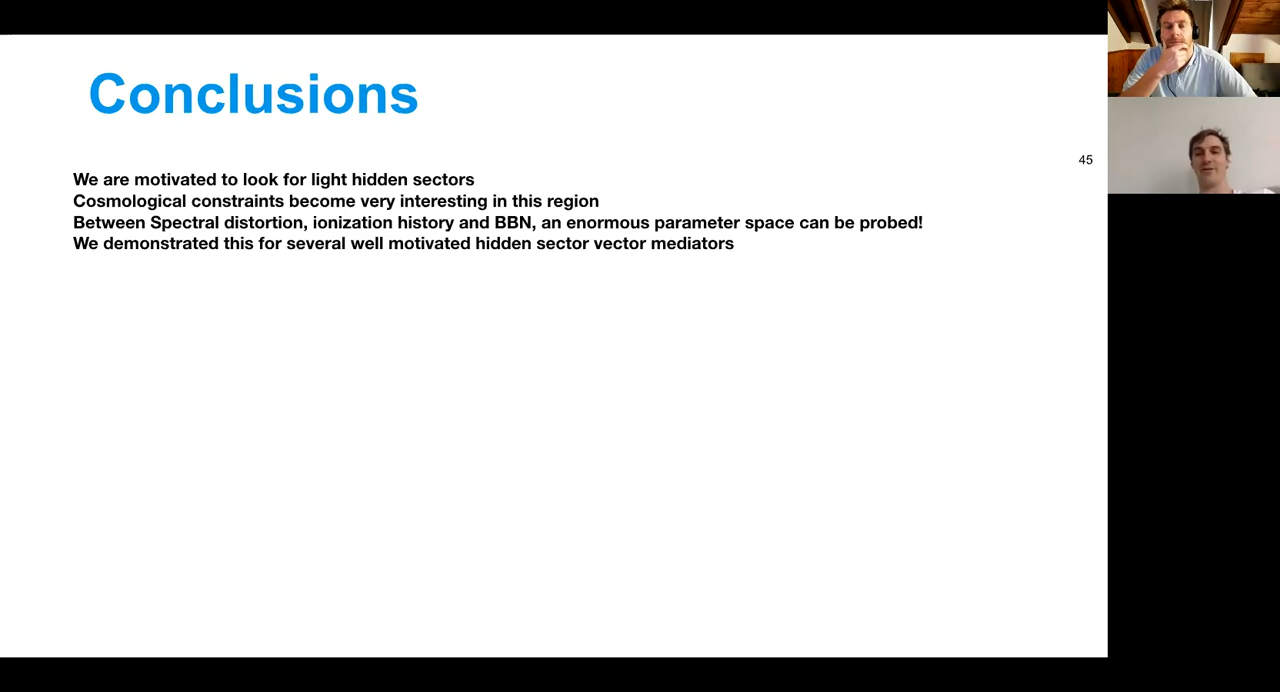 Conclusions
45
We are motivated to look for light hidden sectors
Cosmological constraints become very interesting in this region
Between Spectral distortion, ionization history and BBN, an enormous parameter space can be probed!
We demonstrated this for several well motivated hidden sector vector mediators